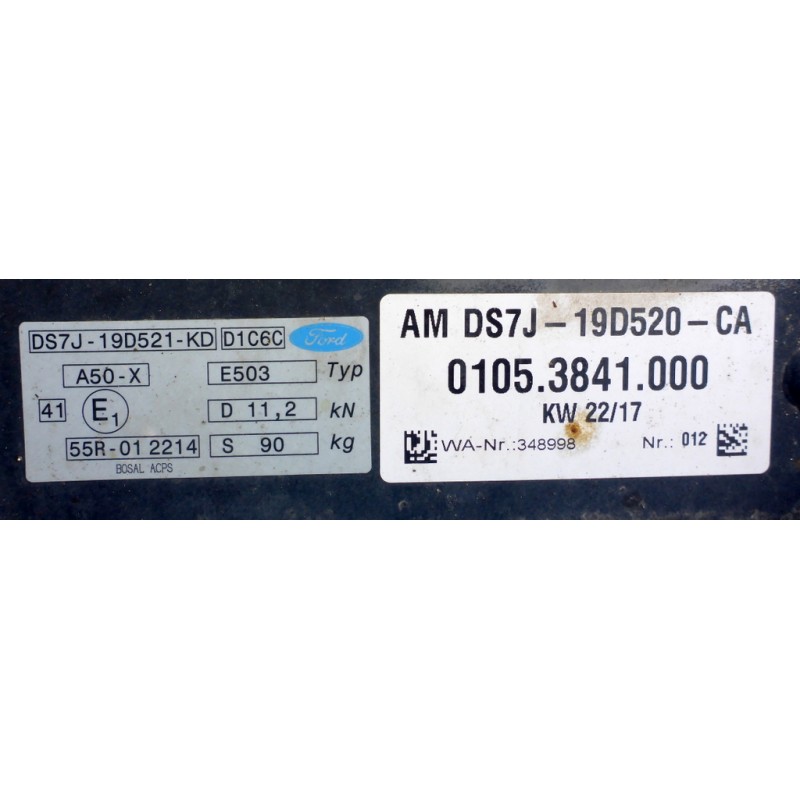 DS7J-19D521-KD D1C6C Ford
A50-X E503 Typ
41 E1 D 11,2 kN
55R-01 2214 S 90 kg
BOSAL ACPS
AM DS7J-19D520-CA
0105.3841.000
KW 22/17
WA-Nr.:348998 Nr.: 012